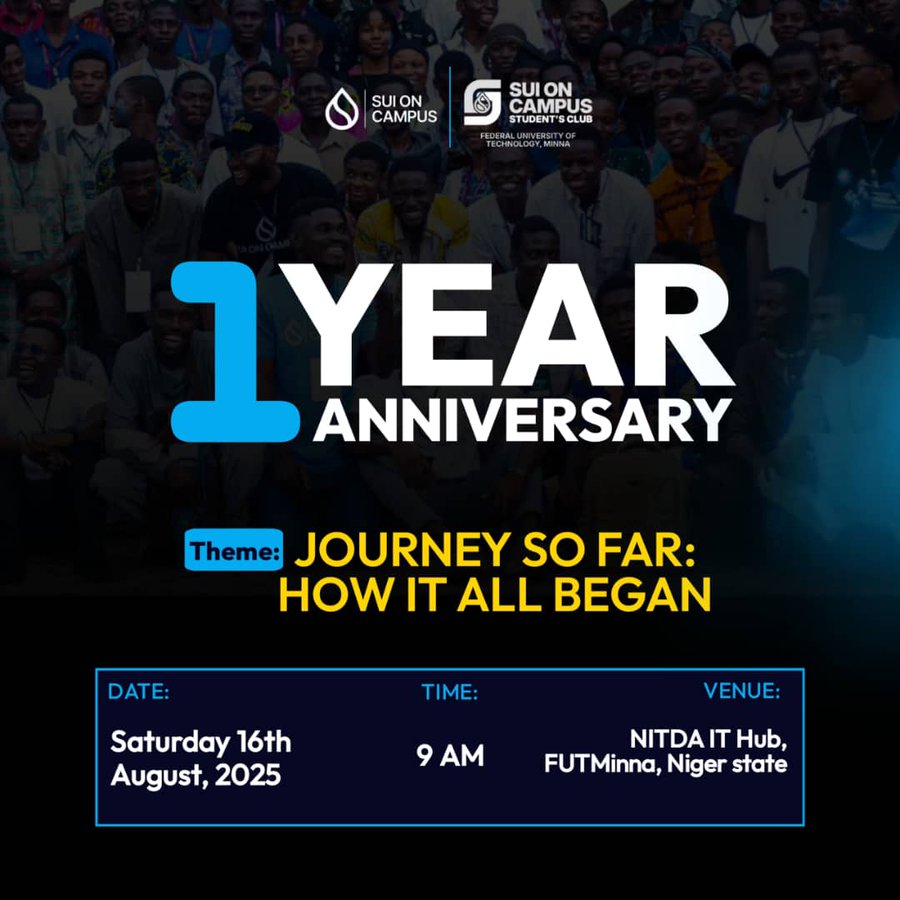 SUI ON
CAMPUS
SUI ON
CAMPUS
STUDENT'S CLUB
FEDERAL UNIVERSITY OF
TECHNOLOGY, MINNA
1 YEAR
ANNIVERSARY
Theme: JOURNEY SO FAR:
HOW IT ALL BEGAN
DATE:
Saturday 16th
August, 2025
TIME:
9 AM
VENUE:
NITDA IT Hub,
FUTMinna, Niger state